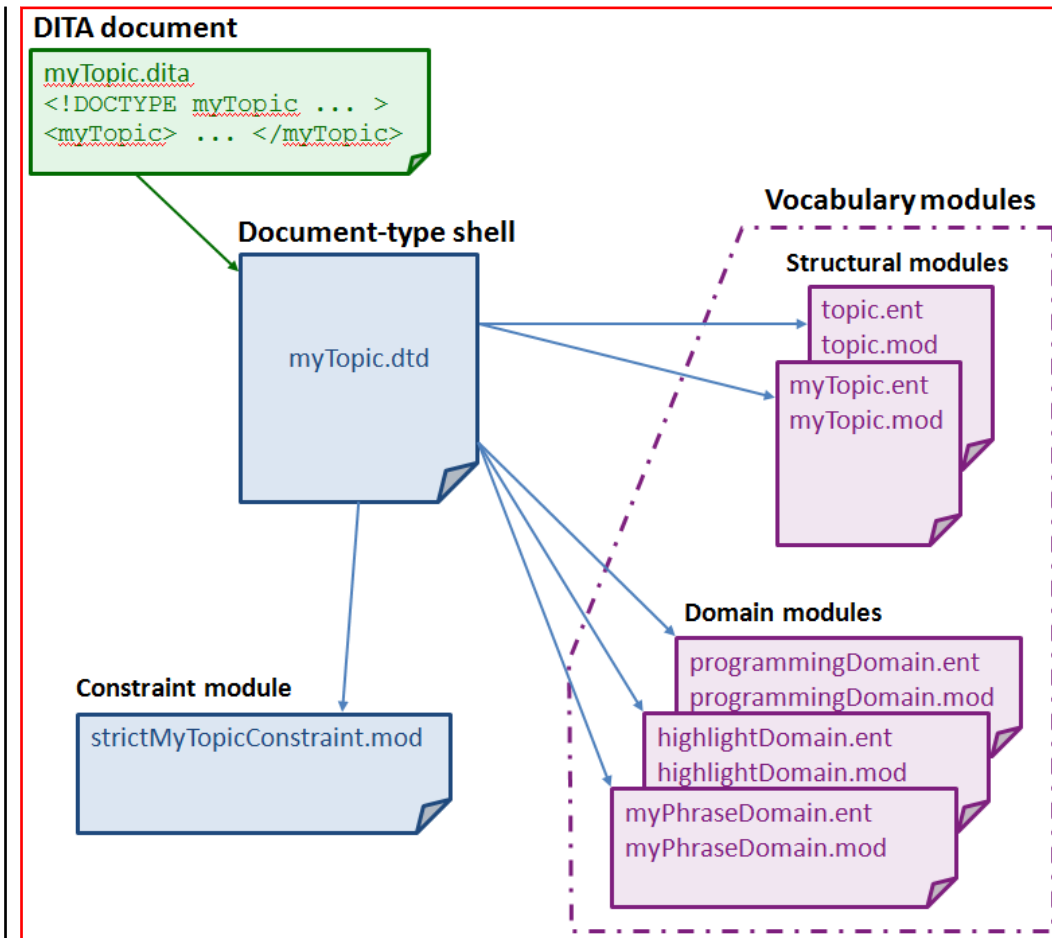 DITA document
myTopic.dita
<!DOCTYPE myTopic ... >
<myTopic> ... </myTopic>
Document-type shell
myTopic.dtd
Vocabulary modules
Structural modules
topic.ent
topic.mod
myTopic.ent
myTopic.mod
Constraint module
strictMyTopicConstraint.mod
Domain modules
programmingDomain.ent
programmingDomain.mod
highlightDomain.ent
highlightDomain.mod
myPhraseDomain.ent
myPhraseDomain.mod